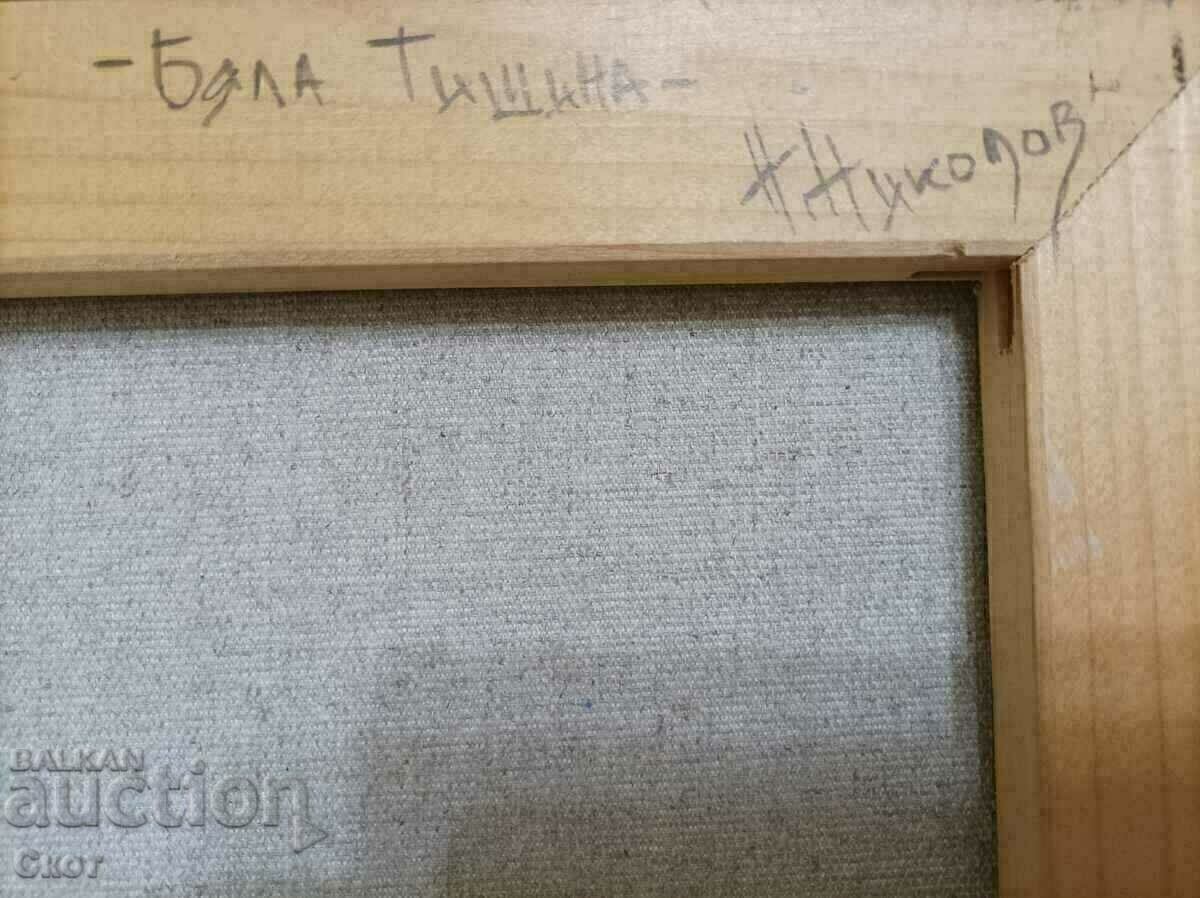 - Бяла Тишина -
Н. Николов
BALKAN
auction
Скот